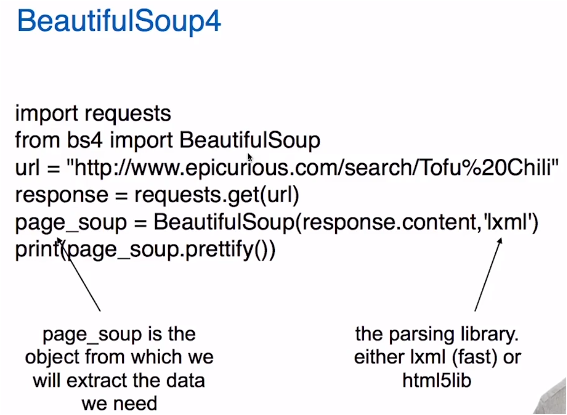 BeautifulSoup4
import requests
from bs4 import BeautifulSoup
url = "http://www.epicurious.com/search/Tofu%20Chili"
response = requests.get(url)
page_soup = BeautifulSoup(response.content,'lxml')
print(page_soup.prettify())
page_soup is the
object from which we
will extract the data
we need
the parsing library.
either lxml (fast) or
html5lib